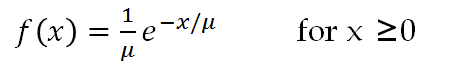 f(x) = 1/μ e^(−x/μ) for x ≥0